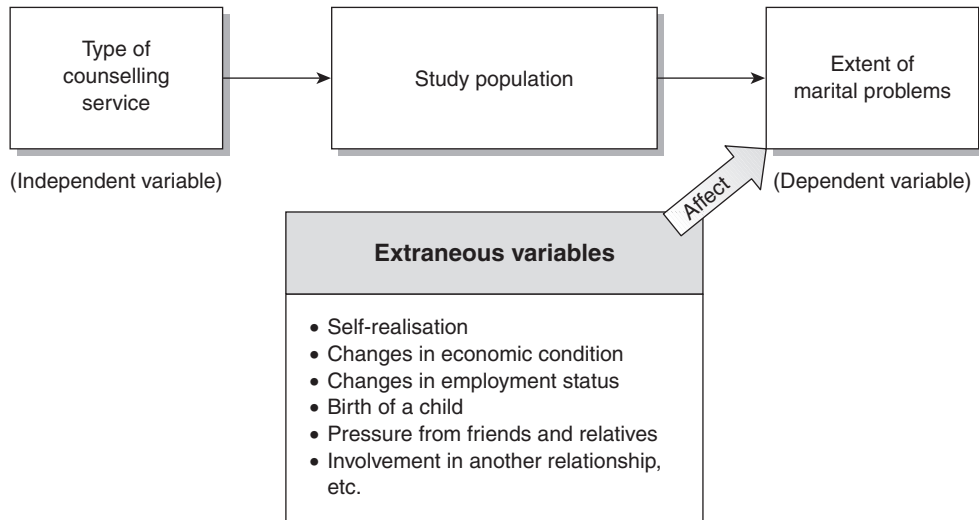 Type of
counselling
service
Study population
Extent of
marital problems
(Independent variable)
(Dependent variable)
Affect
Extraneous variables
• Self-realisation
• Changes in economic condition
• Changes in employment status
• Birth of a child
• Pressure from friends and relatives
• Involvement in another relationship,
etc.